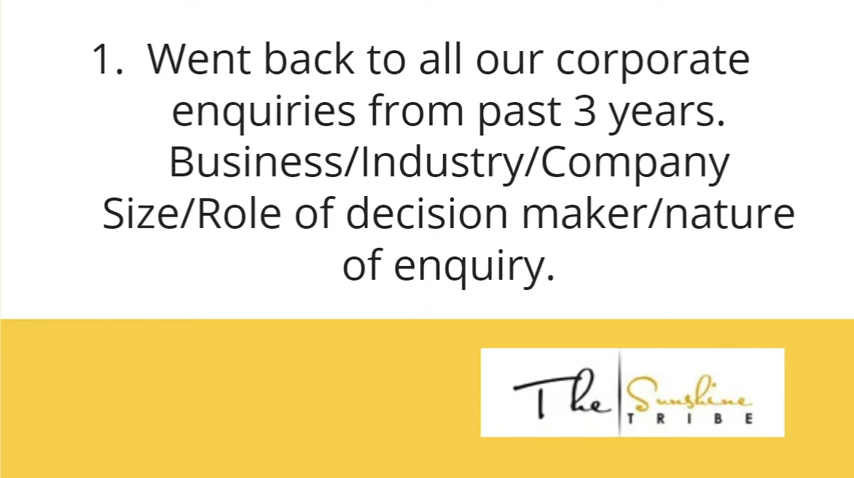 1. Went back to all our corporate
enquiries from past 3 years.
Business/Industry/Company
Size/Role of decision maker/nature
of enquiry.
The Sunshine
TRIBE